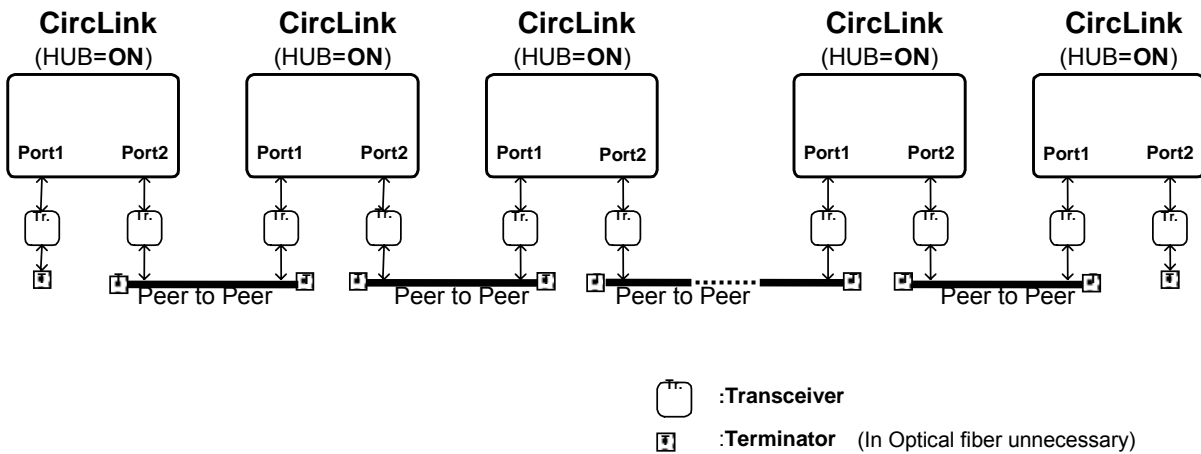 CircLink CircLink CircLink CircLink CircLink
(HUB=ON) (HUB=ON) (HUB=ON) (HUB=ON) (HUB=ON)
Port1 Port2 Port1 Port2 Port1 Port2 Port1 Port2 Port1 Port2
Tr. Tr. Tr. Tr. Tr. Tr. Tr. Tr. Tr. Tr.
Peer to Peer Peer to Peer Peer to Peer Peer to Peer
Tr. :Transceiver
:Terminator (In Optical fiber unnecessary)